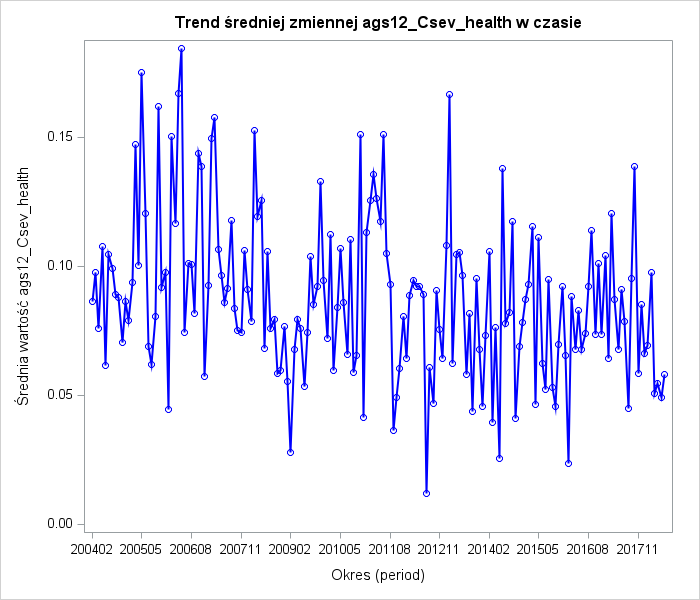 Trend średniej zmiennej ags12_Csev_health w czasie
Średnia wartość ags12_Csev_health
0.15
0.10
0.05
0.00
200402 200505 200608 200711 200902 201005 201108 201211 201402 201505 201608 201711
Okres (period)